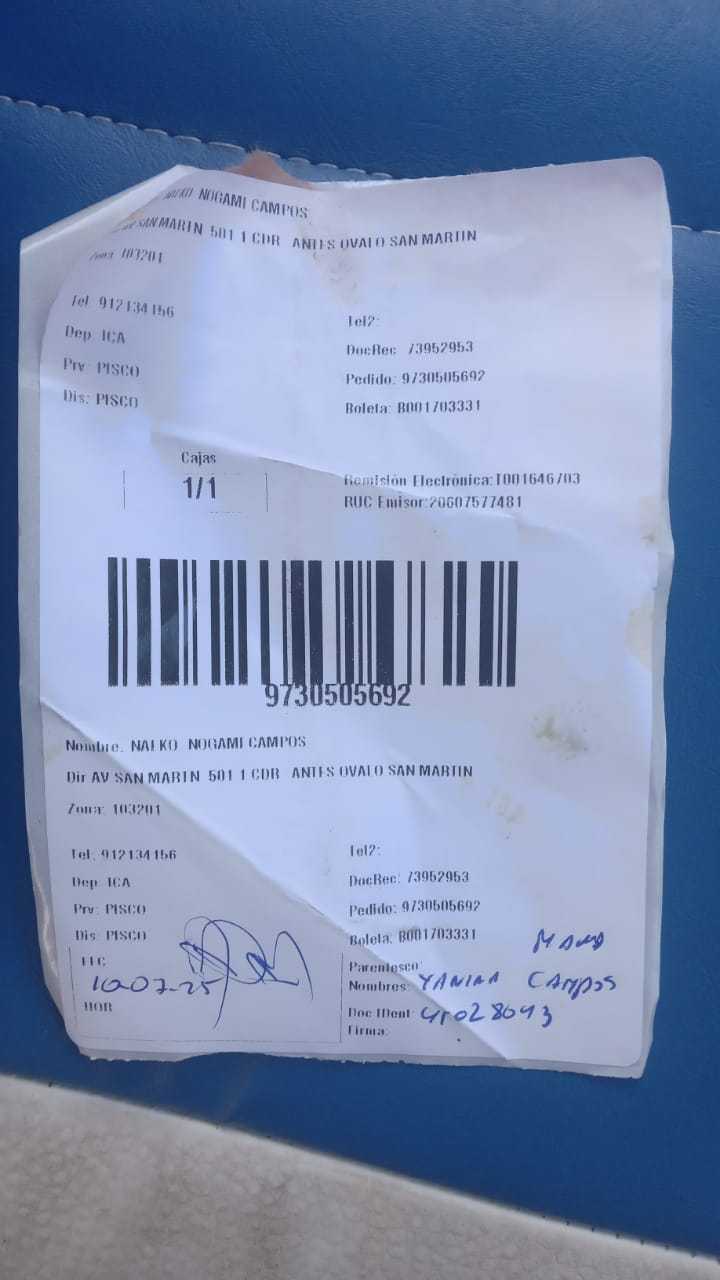 NOGAMI CAMPOS
SAN MARTN 501 1 CDR ANTES OVALO SAN MARTIN
Zona: 103201
Tel: 912134156
Tel2:
Dep: ICA
DocRec: 73952953
Prv: PISCO
Pedido: 9730505692
Dis: PISCO
Boleta: B001703331
Cajas
1/1
Remisión Electrónica:T001646703
RUC Emisor:20607577481
9730505692
Nombre: NAEKO NOGAMI CAMPOS
Dir AV SAN MARTN 501 1 CDR ANTES OVALO SAN MARTIN
Zona: 103201
Tel: 912134156
Tel2:
Dep: ICA
DocRec: 73952953
Prv: PISCO
Pedido: 9730505692
Dis: PISCO
Boleta: B001703331
FEC
10-07-25
HOR
Parentesco:
Nombres: YANINA CAMPOS
Doc IDent: 41028043
Firma: